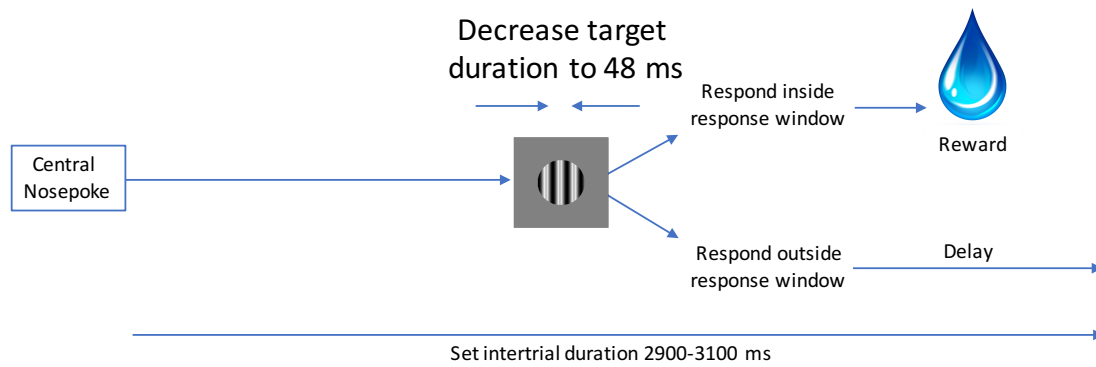 Decrease target
duration to 48 ms
Respond inside
response window
Reward
Central
Nosepoke
Respond outside
response window
Delay
Set intertrial duration 2900-3100 ms